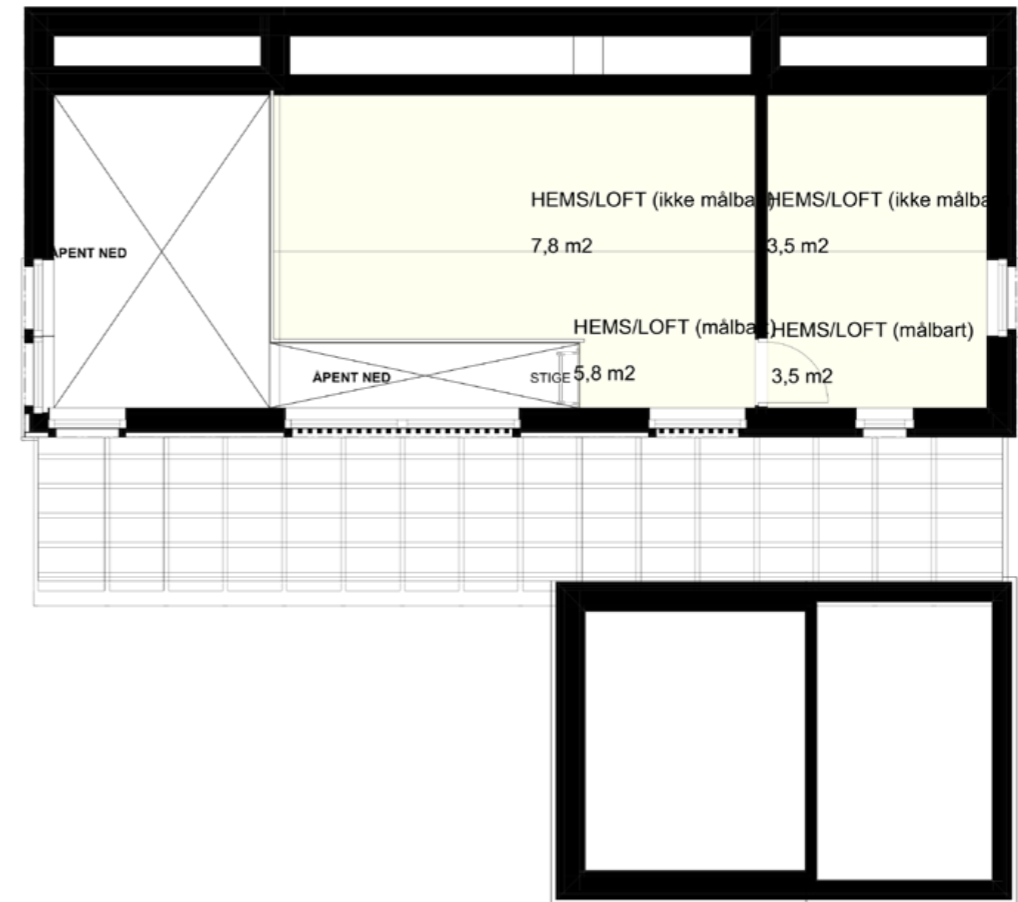 HEMS/LOFT (ikke målbart)
HEMS/LOFT (ikke målba
7,8 m2
3,5 m2
ÅPENT NED
HEMS/LOFT (målbart)
HEMS/LOFT (målbart)
ÅPENT NED
STIGE
5,8 m2
3,5 m2